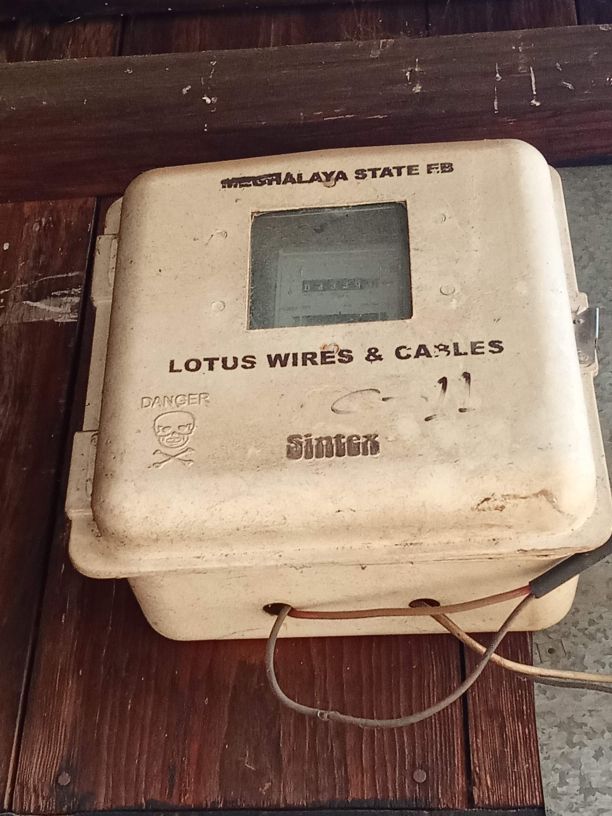 MEGHALAYA STATE EB
LOTUS WIRES & CABLES
DANGER
Sintex